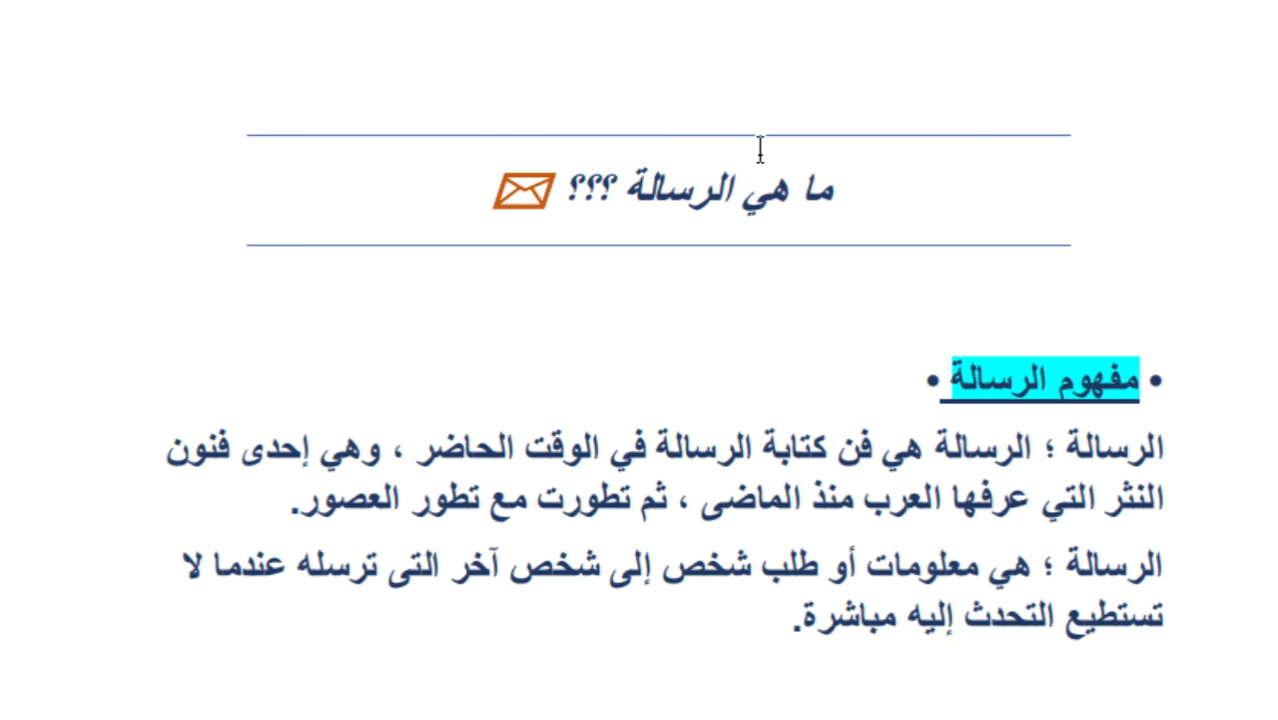 ما هي الرسالة ؟؟؟
• مفهوم الرسالة •
الرسالة ؛ الرسالة هي فن كتابة الرسالة في الوقت الحاضر ، وهي إحدى فنون
النثر التي عرفها العرب منذ الماضى ، ثم تطورت مع تطور العصور.
الرسالة ؛ هي معلومات أو طلب شخص إلى شخص آخر التى ترسله عندما لا
تستطيع التحدث إليه مباشرة.